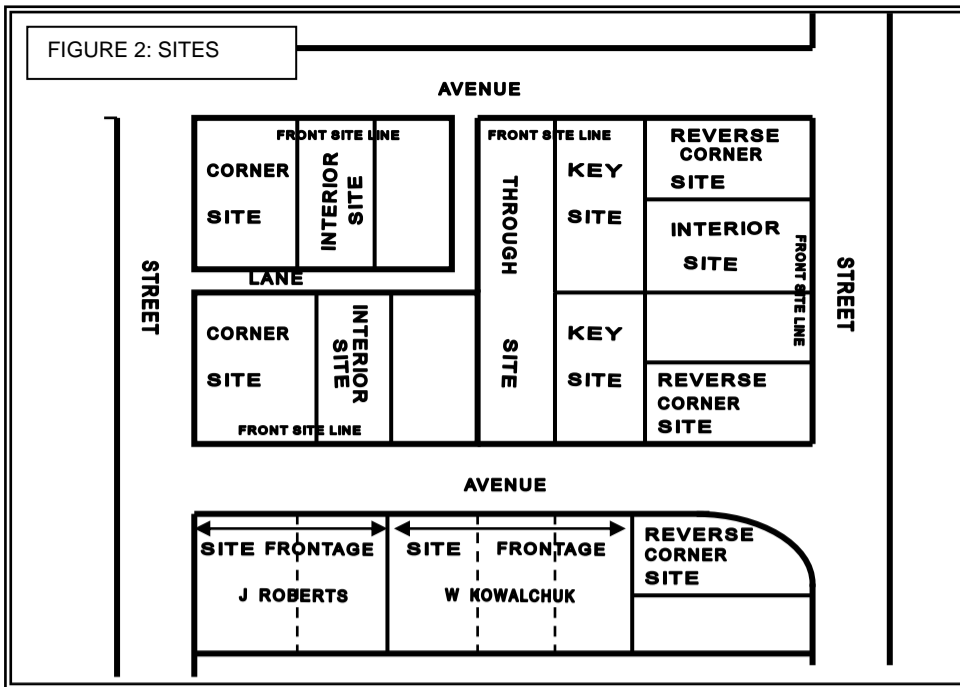 FIGURE 2: SITES
AVENUE
FRONT SITE LINE
CORNER
SITE
INTERIOR
SITE
FRONT SITE LINE
THROUGH
SITE
KEY
SITE
REVERSE
CORNER
SITE
INTERIOR
SITE
FRONT SITE LINE
STREET
STREET
LANE
CORNER
SITE
INTERIOR
SITE
FRONT SITE LINE
KEY
SITE
REVERSE
CORNER
SITE
AVENUE
SITE FRONTAGE
J ROBERTS
SITE FRONTAGE
W KOWALCHUK
REVERSE
CORNER
SITE